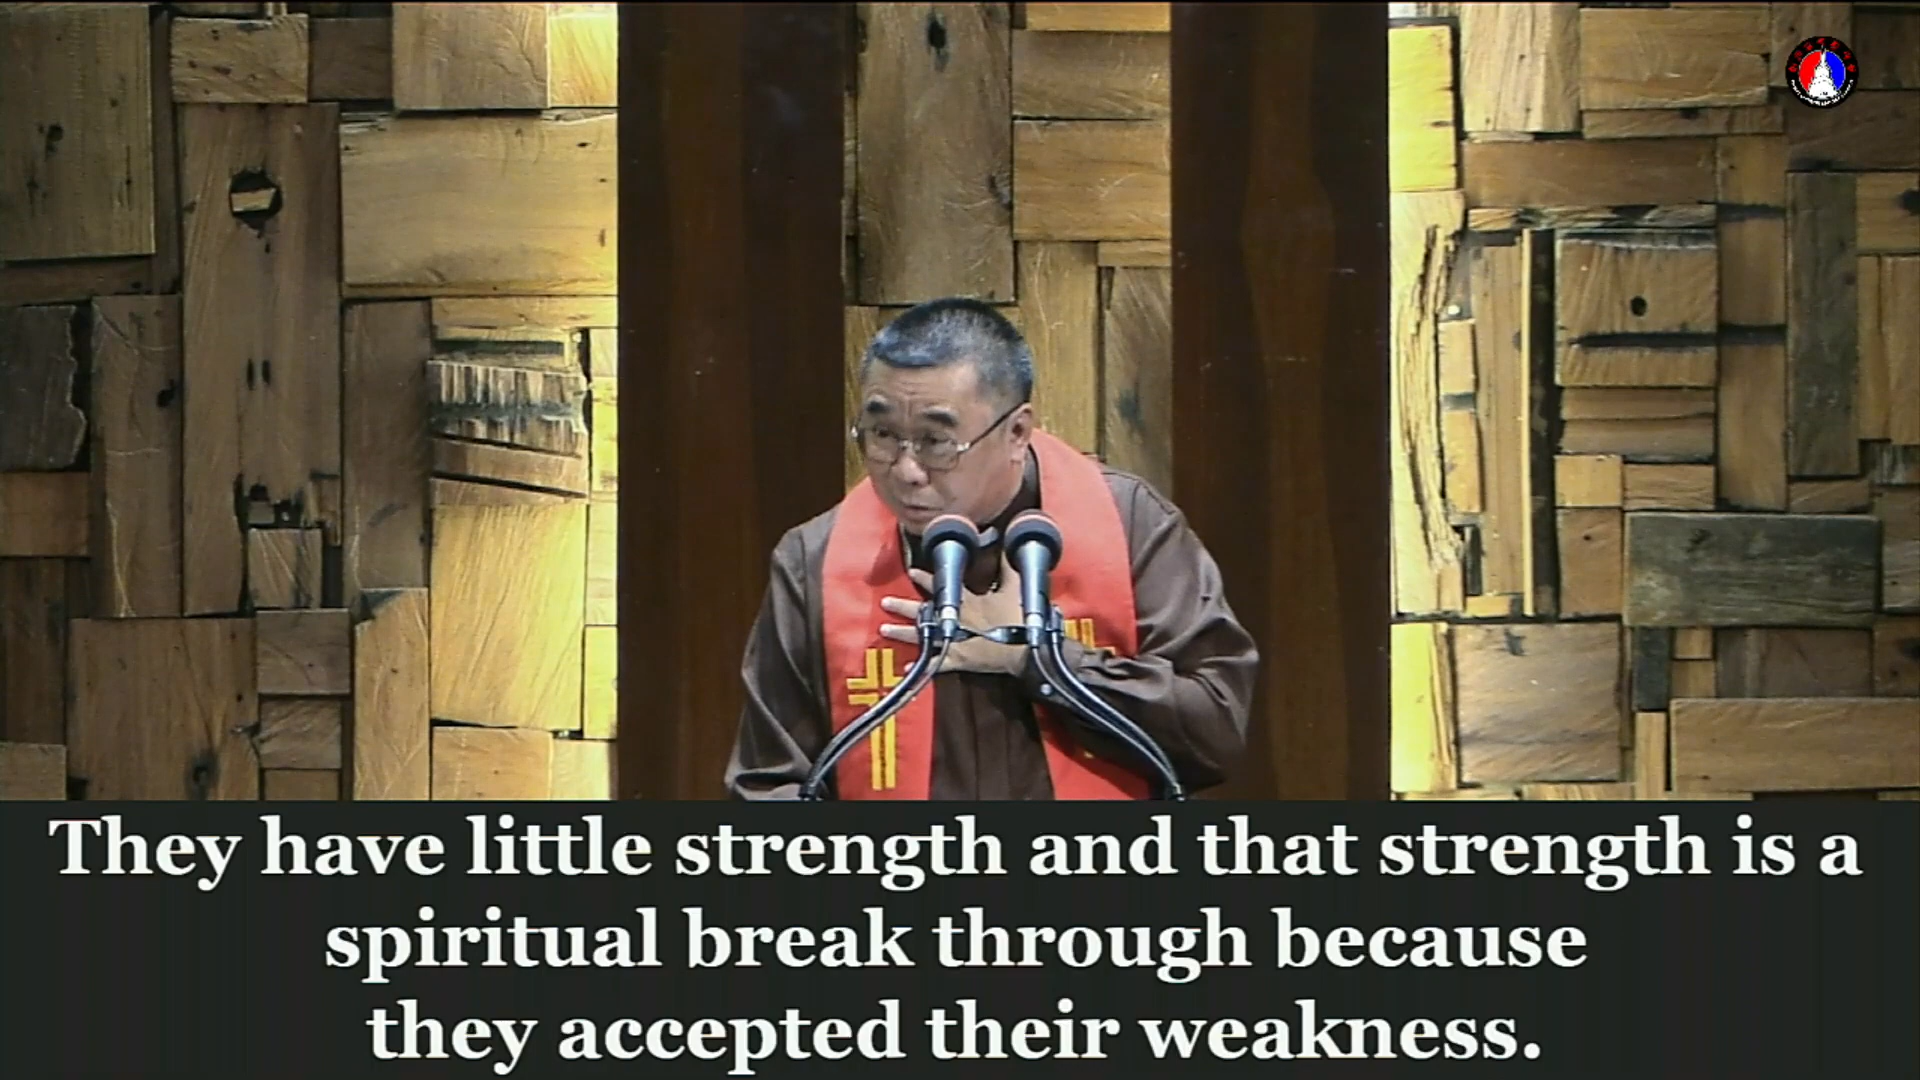 They have little strength and that strength is a
spiritual break through because
they accepted their weakness.